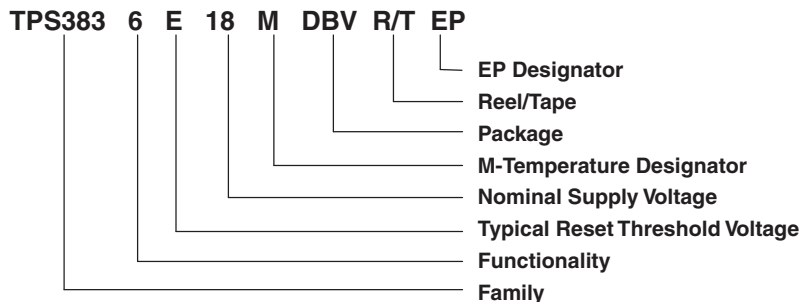 TPS383 6 E 18 M DBV R/T EP
EP Designator
Reel/Tape
Package
M-Temperature Designator
Nominal Supply Voltage
Typical Reset Threshold Voltage
Functionality
Family